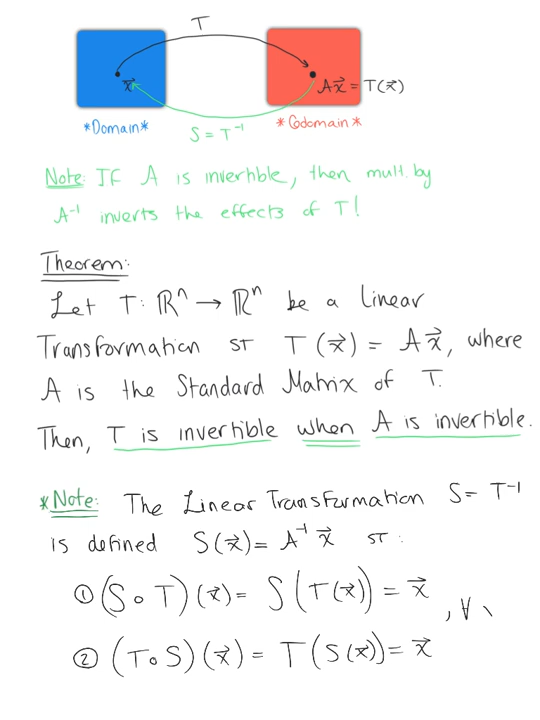 T
x⃗
Ax⃗ = T(x⃗)
*Domain*
S = T⁻¹
*Codomain*
Note: If A is invertible, then mult. by
A⁻¹ inverts the effects of T!
Theorem:
Let T: ℝⁿ → ℝⁿ be a Linear
Transformation st T(x⃗) = Ax⃗, where
A is the Standard Matrix of T.
Then, T is invertible when A is invertible.
*Note: The Linear Transformation S = T⁻¹
is defined S(x⃗) = A⁻¹x⃗ st:
① (S∘T)(x⃗) = S(T(x⃗)) = x⃗
, ∀
② (T∘S)(x⃗) = T(S(x⃗)) = x⃗